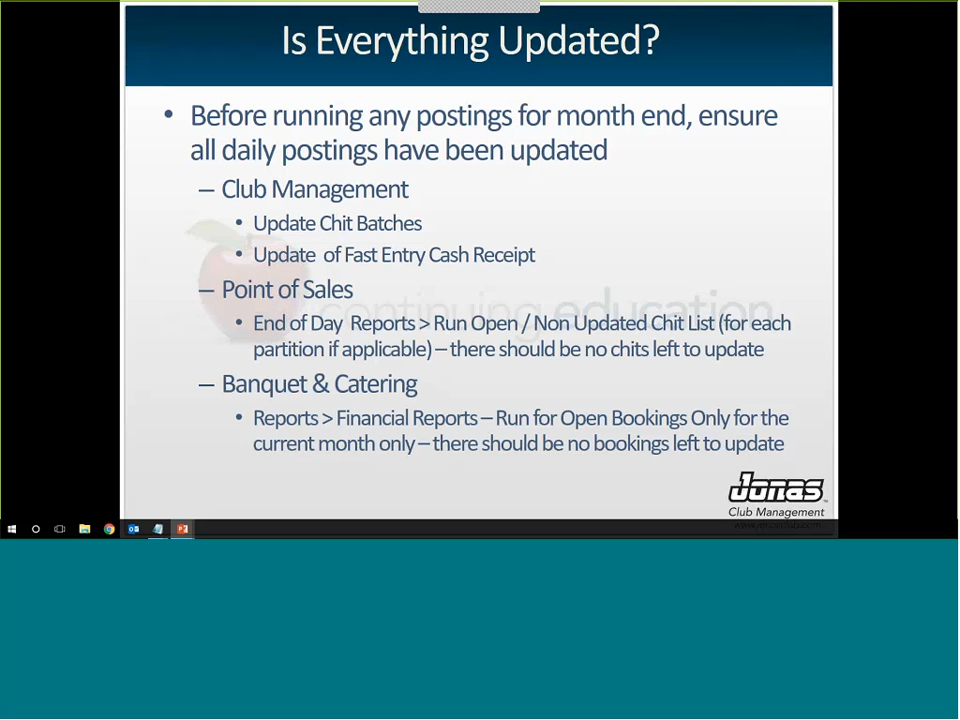 Is Everything Updated?
• Before running any postings for month end, ensure
all daily postings have been updated
– Club Management
• Update Chit Batches
• Update of Fast Entry Cash Receipt
– Point of Sales
continuing education
• End of Day Reports > Run Open / Non Updated Chit List (for each
partition if applicable) – there should be no chits left to update
– Banquet & Catering
• Reports > Financial Reports – Run for Open Bookings Only for the
current month only – there should be no bookings left to update
Jonas
Club Management